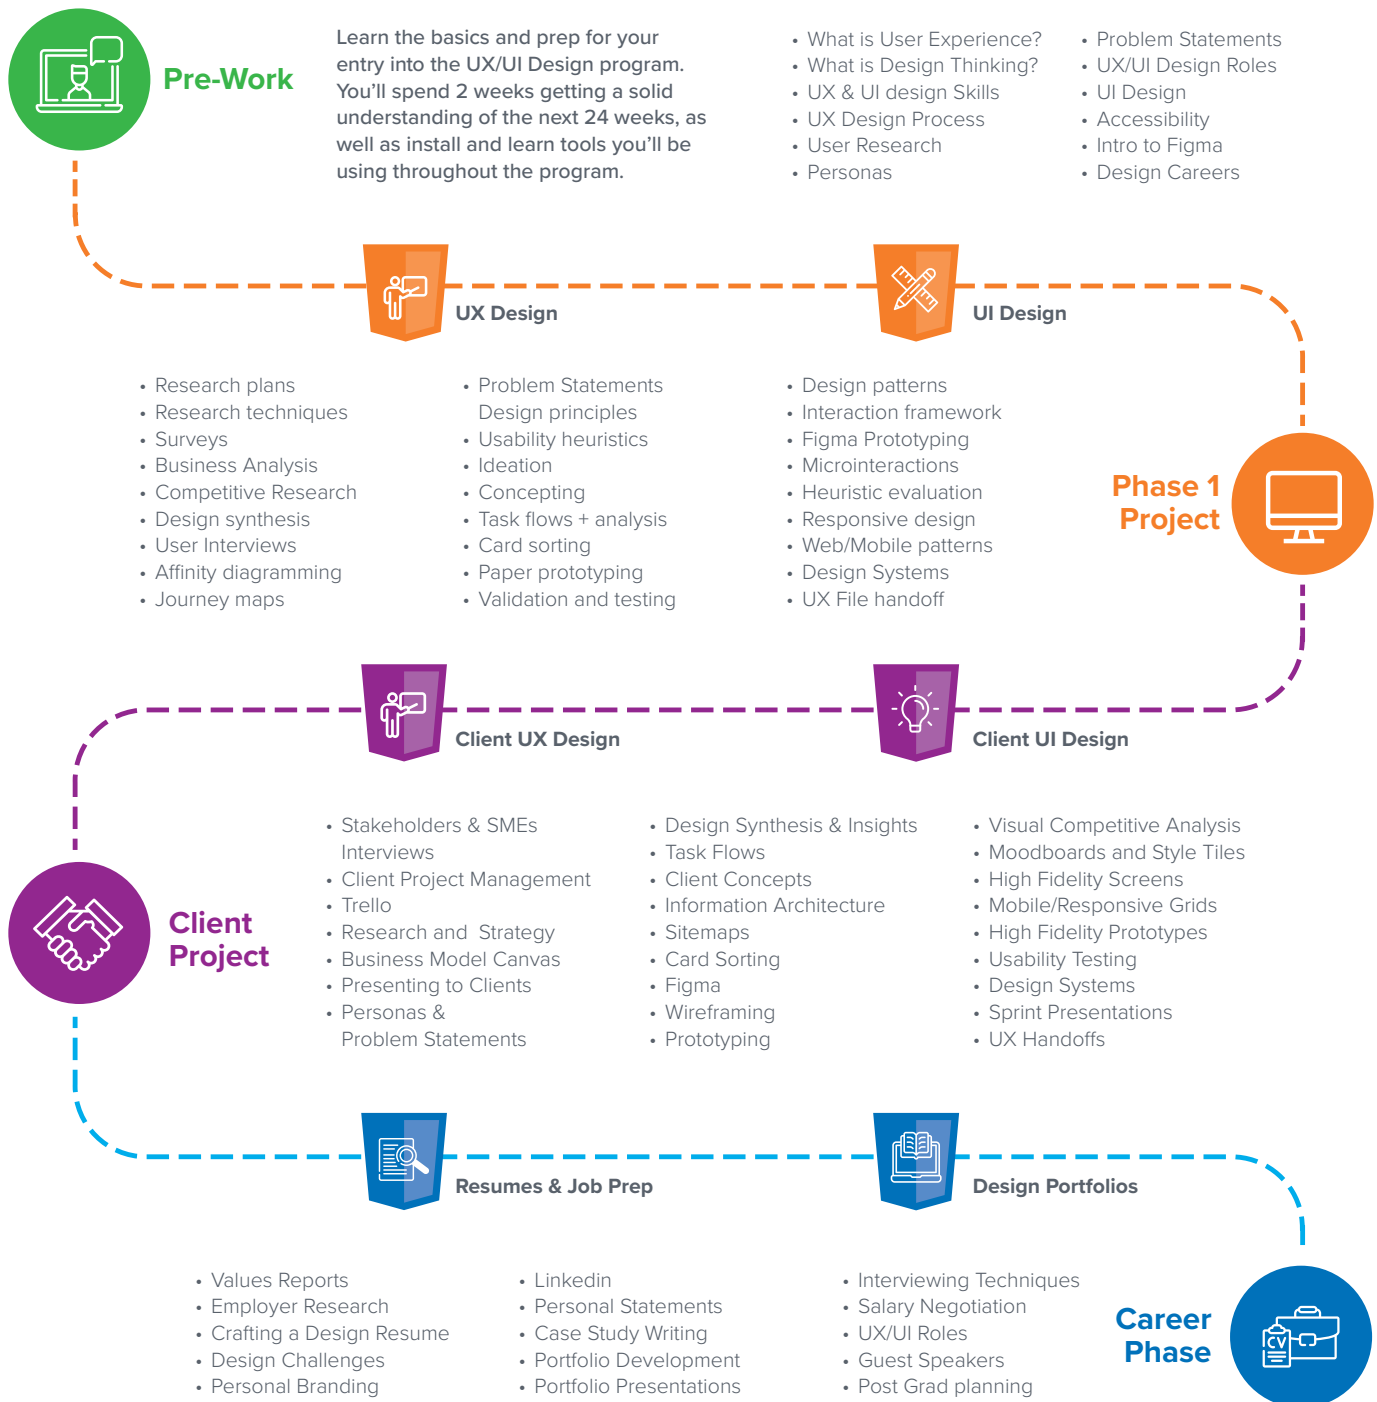 Pre-Work
Learn the basics and prep for your
entry into the UX/UI Design program.
You'll spend 2 weeks getting a solid
understanding of the next 24 weeks, as
well as install and learn tools you'll be
using throughout the program.
• What is User Experience?
• What is Design Thinking?
• UX & UI design Skills
• UX Design Process
• User Research
• Personas
• Problem Statements
• UX/UI Design Roles
• UI Design
• Accessibility
• Intro to Figma
• Design Careers
UX Design
UI Design
• Research plans
• Research techniques
• Surveys
• Business Analysis
• Competitive Research
• Design synthesis
• User Interviews
• Affinity diagramming
• Journey maps
• Problem Statements
Design principles
• Usability heuristics
• Ideation
• Concepting
• Task flows + analysis
• Card sorting
• Paper prototyping
• Validation and testing
• Design patterns
• Interaction framework
• Figma Prototyping
• Microinteractions
• Heuristic evaluation
• Responsive design
• Web/Mobile patterns
• Design Systems
• UX File handoff
Phase 1
Project
Client UX Design
Client UI Design
Client
Project
• Stakeholders & SMEs
Interviews
• Client Project Management
• Trello
• Research and Strategy
• Business Model Canvas
• Presenting to Clients
• Personas &
Problem Statements
• Design Synthesis & Insights
• Task Flows
• Client Concepts
• Information Architecture
• Sitemaps
• Card Sorting
• Figma
• Wireframing
• Prototyping
• Visual Competitive Analysis
• Moodboards and Style Tiles
• High Fidelity Screens
• Mobile/Responsive Grids
• High Fidelity Prototypes
• Usability Testing
• Design Systems
• Sprint Presentations
• UX Handoffs
Resumes & Job Prep
Design Portfolios
• Values Reports
• Employer Research
• Crafting a Design Resume
• Design Challenges
• Personal Branding
• Linkedin
• Personal Statements
• Case Study Writing
• Portfolio Development
• Portfolio Presentations
• Interviewing Techniques
• Salary Negotiation
• UX/UI Roles
• Guest Speakers
• Post Grad planning
Career
Phase
CV